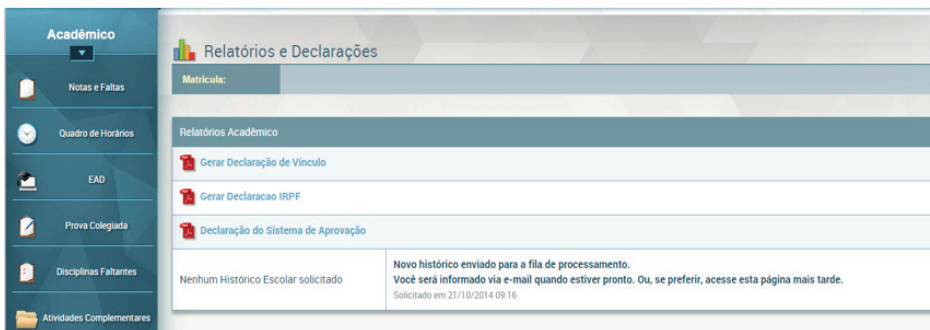 Acadêmico
Notas e Faltas
Quadro de Horários
EAD
Prova Colegiada
Disciplinas Faltantes
Atividades Complementares
Relatórios e Declarações
Matrícula:
Relatórios Acadêmico
Gerar Declaração de Vínculo
Gerar Declaracao IRPF
Declaração do Sistema de Aprovação
Nenhum Histórico Escolar solicitado
Novo histórico enviado para a fila de processamento.
Você será informado via e-mail quando estiver pronto. Ou, se preferir, acesse esta página mais tarde.
Solicitado em 21/10/2014 09:16